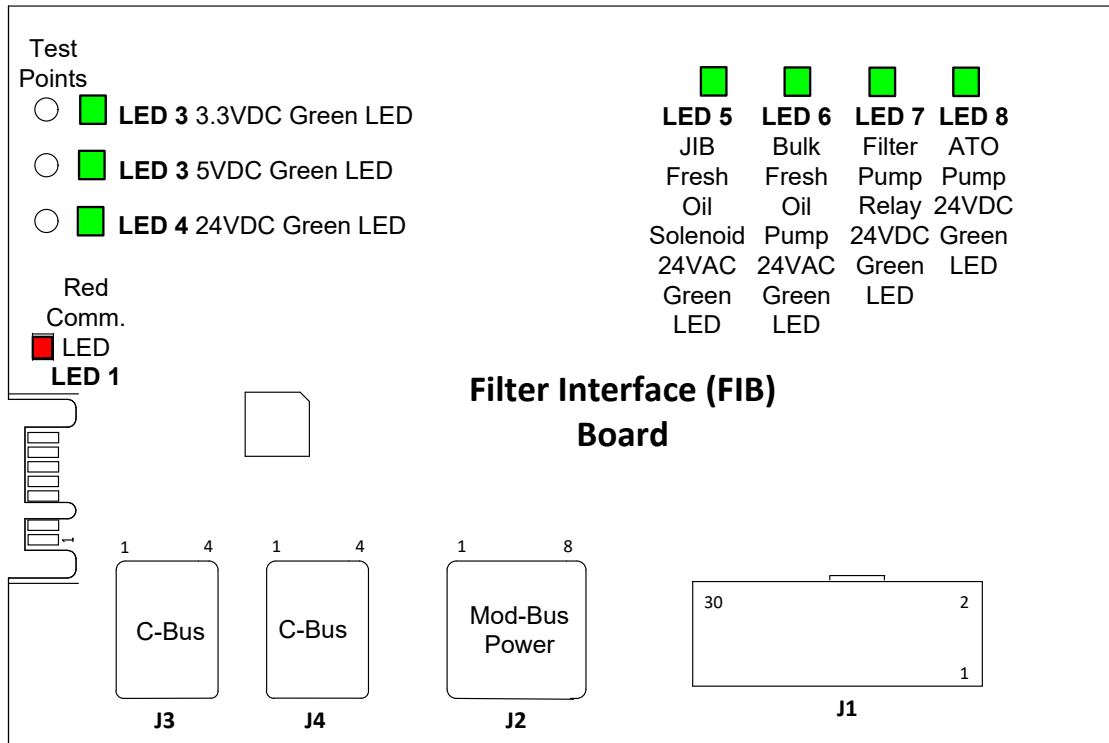 Test
Points
LED 3 3.3VDC Green LED
LED 3 5VDC Green LED
LED 4 24VDC Green LED
Red
Comm.
LED
LED 1
LED 5
JIB
Fresh
Oil
Solenoid
24VAC
Green
LED
LED 6
Bulk
Fresh
Oil
Pump
24VAC
Green
LED
LED 7
Filter
Pump
Relay
24VDC
Green
LED
LED 8
ATO
Pump
24VDC
Green
LED
Filter Interface (FIB)
Board
1
1 4
C-Bus
J3
1 4
C-Bus
J4
1 8
Mod-Bus
Power
J2
30 2
1
J1